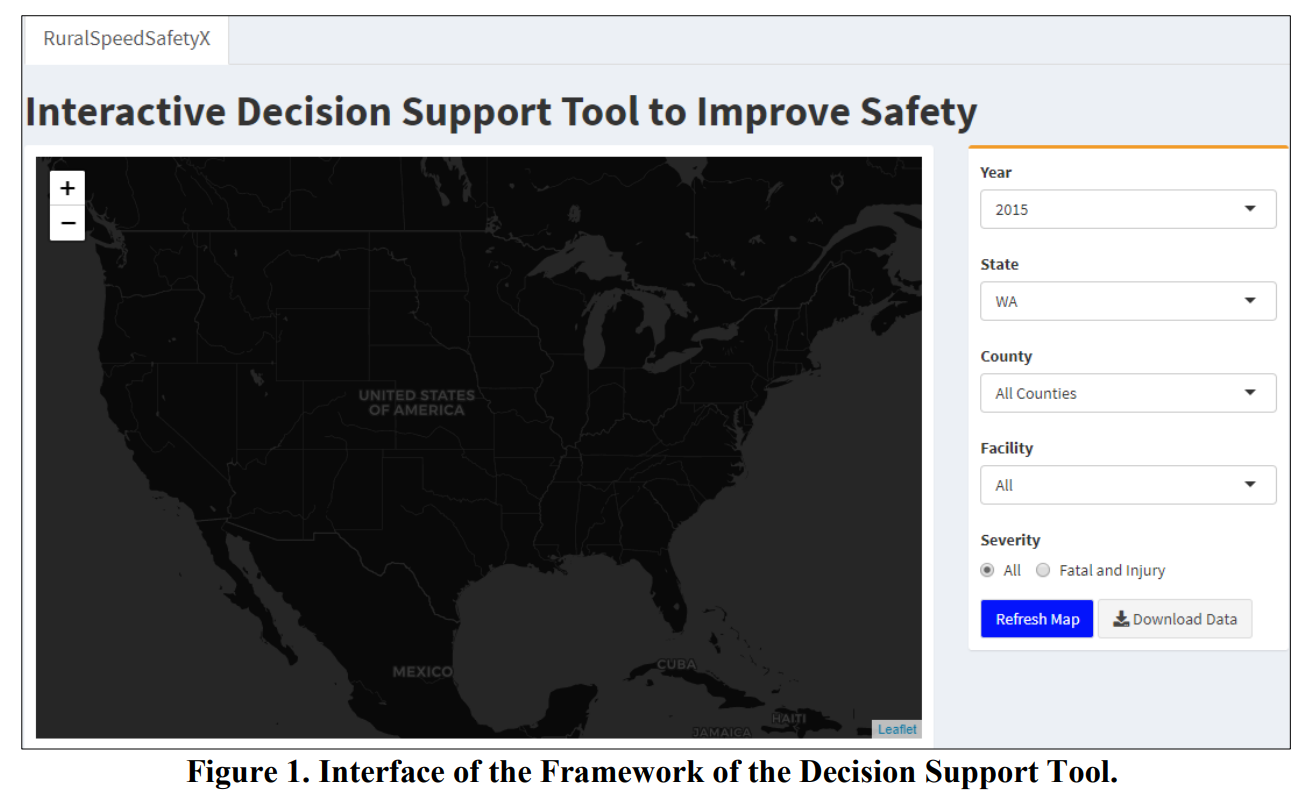 RuralSpeedSafetyX
Interactive Decision Support Tool to Improve Safety
+
−
UNITED STATES
OF AMERICA
MEXICO
CUBA
HAITI
JAMAICA
Leaflet
Year
2015
State
WA
County
All Counties
Facility
All
Severity
All Fatal and Injury
Refresh Map Download Data
Figure 1. Interface of the Framework of the Decision Support Tool.